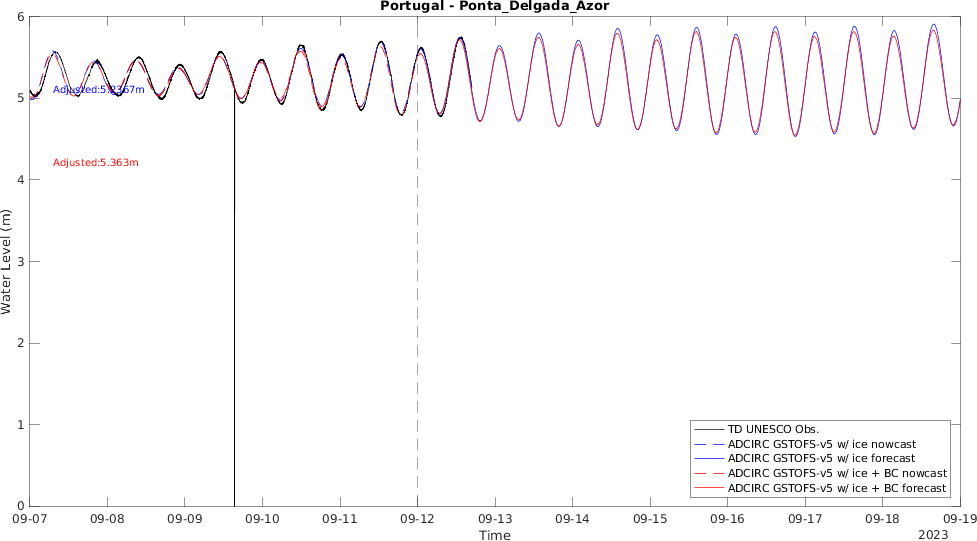 Portugal - Ponta_Delgada_Azor
6
5
4
3
2
1
0
Water Level (m)
Adjusted:5.2367m
Adjusted:5.363m
TD UNESCO Obs.
ADCIRC GSTOFS-v5 w/ ice nowcast
ADCIRC GSTOFS-v5 w/ ice forecast
ADCIRC GSTOFS-v5 w/ ice + BC nowcast
ADCIRC GSTOFS-v5 w/ ice + BC forecast
09-07 09-08 09-09 09-10 09-11 09-12 09-13 09-14 09-15 09-16 09-17 09-18 09-19
Time
2023